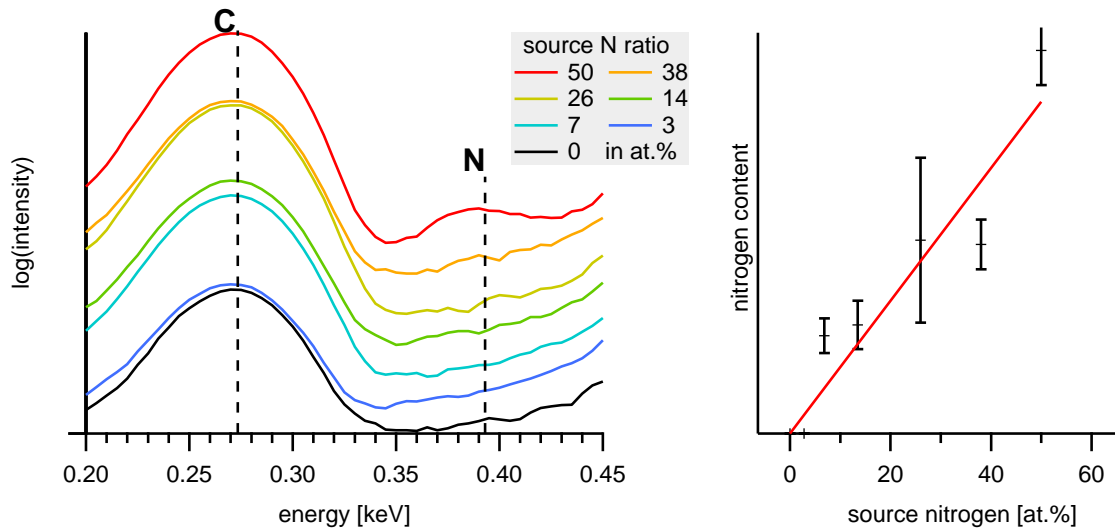 C
N
source N ratio
50 38
26 14
7 3
0 in at.%
log(intensity)
0.20 0.25 0.30 0.35 0.40 0.45
energy [keV]
nitrogen content
0 20 40 60
source nitrogen [at.%]